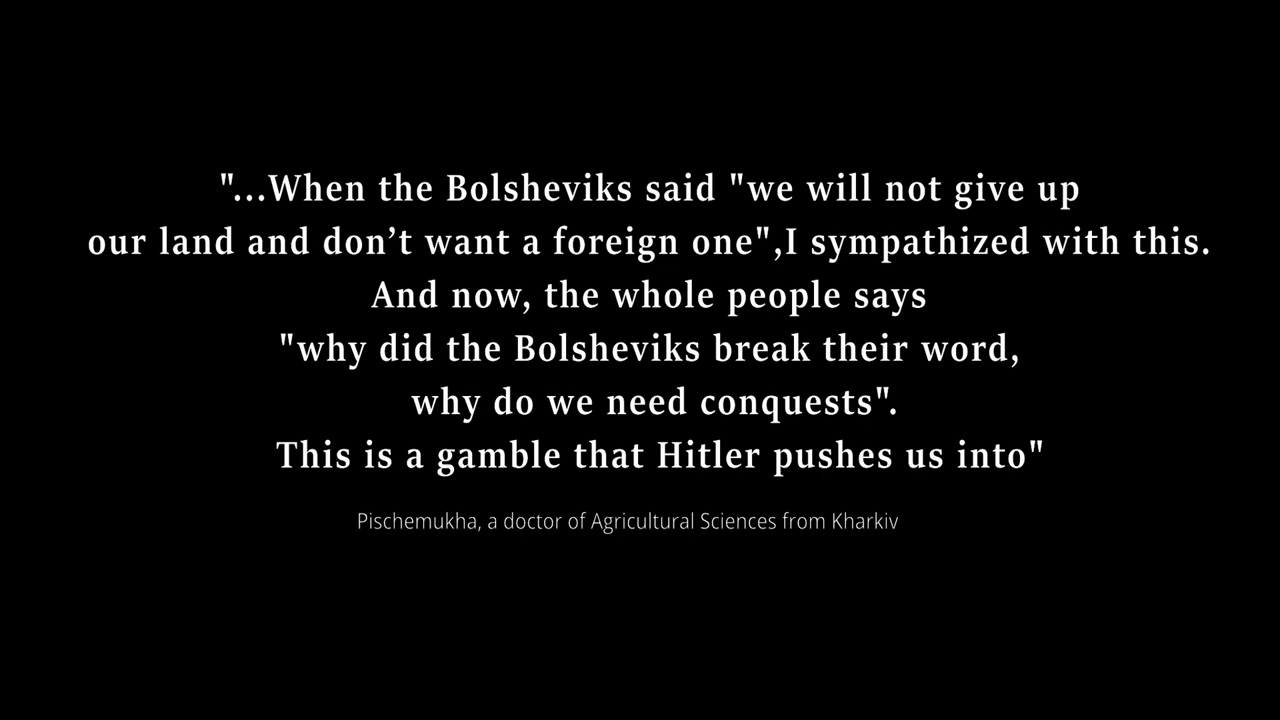 "...When the Bolsheviks said "we will not give up
our land and don’t want a foreign one",I sympathized with this.
And now, the whole people says
"why did the Bolsheviks break their word,
why do we need conquests".
This is a gamble that Hitler pushes us into"
Pischemukha, a doctor of Agricultural Sciences from Kharkiv